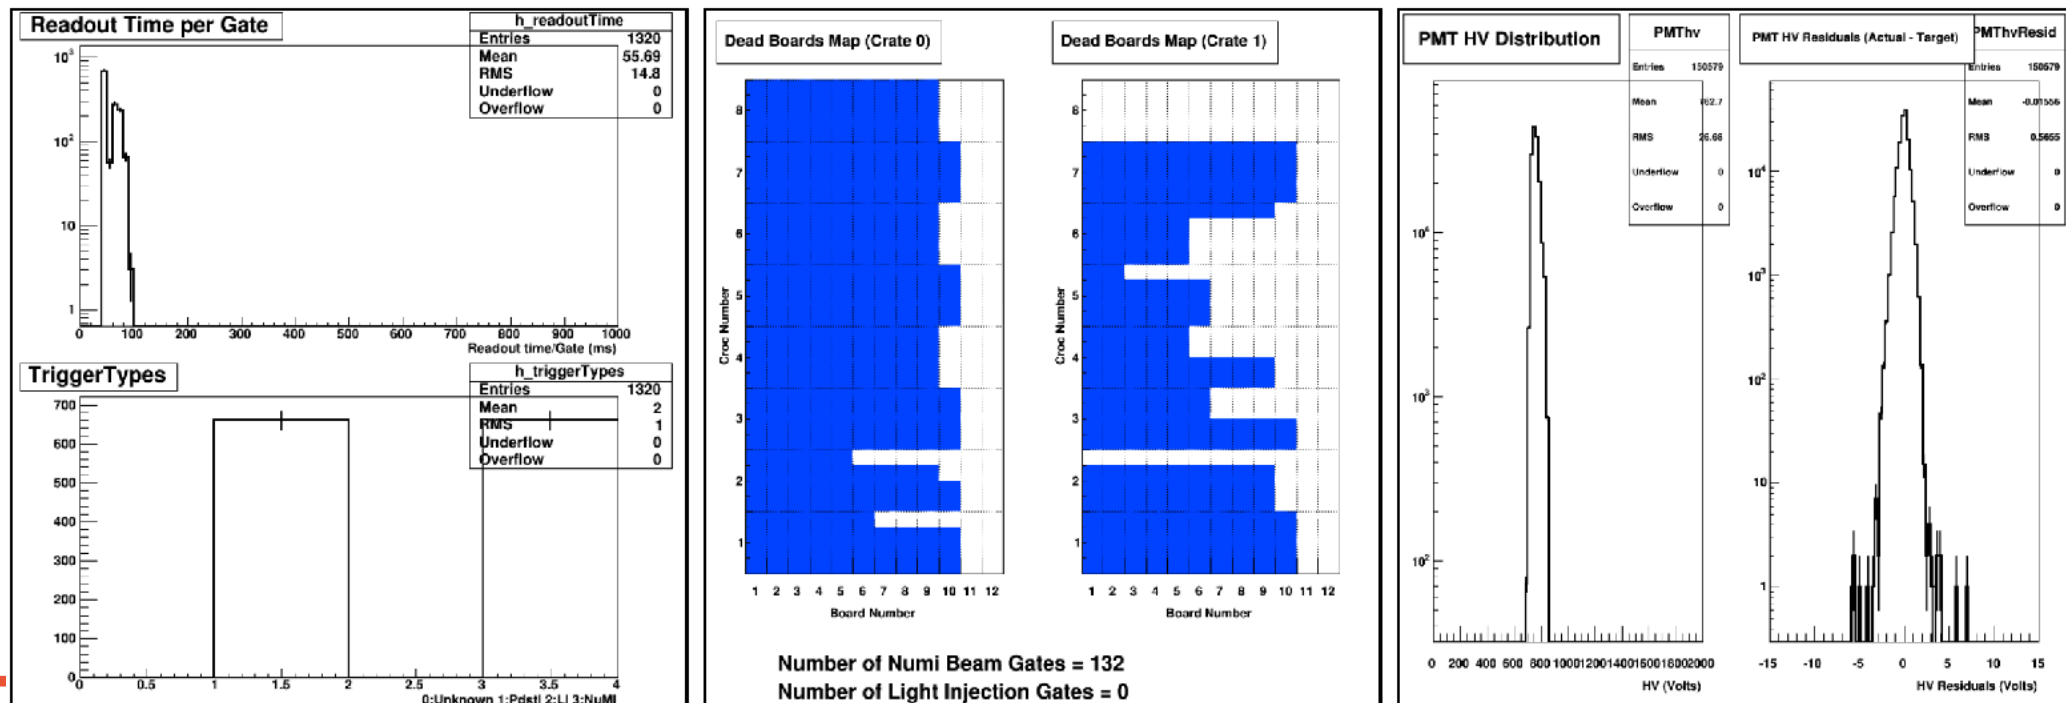 Readout Time per Gate
h_readoutTime
Entries 1320
Mean 55.69
RMS 14.8
Underflow 0
Overflow 0
10³
10²
10
1
0 100 200 300 400 500 600 700 800 900 1000
Readout time/Gate (ms)
TriggerTypes
h_triggerTypes
Entries 1320
Mean 2
RMS 1
Underflow 0
Overflow 0
700
600
500
400
300
200
100
0
0 0.5 1 1.5 2 2.5 3 3.5 4
0:Unknown 1:Pdstl 2:LI 3:NuMI
Dead Boards Map (Crate 0)
8
7
6
5
4
3
2
1
Croc Number
1 2 3 4 5 6 7 8 9 10 11 12
Board Number
Dead Boards Map (Crate 1)
8
7
6
5
4
3
2
1
Croc Number
1 2 3 4 5 6 7 8 9 10 11 12
Board Number
Number of Numi Beam Gates = 132
Number of Light Injection Gates = 0
PMT HV Distribution
PMThv
Entries 150579
Mean 762.7
RMS 26.66
Underflow 0
Overflow 0
10³
10²
0 200 400 600 800 1000 1200 1400 1600 1800 2000
HV (Volts)
PMT HV Residuals (Actual - Target)
PMThvResid
Entries 150579
Mean -0.01556
RMS 0.5655
Underflow 0
Overflow 0
10⁴
10³
10²
10
1
-15 -10 -5 0 5 10 15
HV Residuals (Volts)